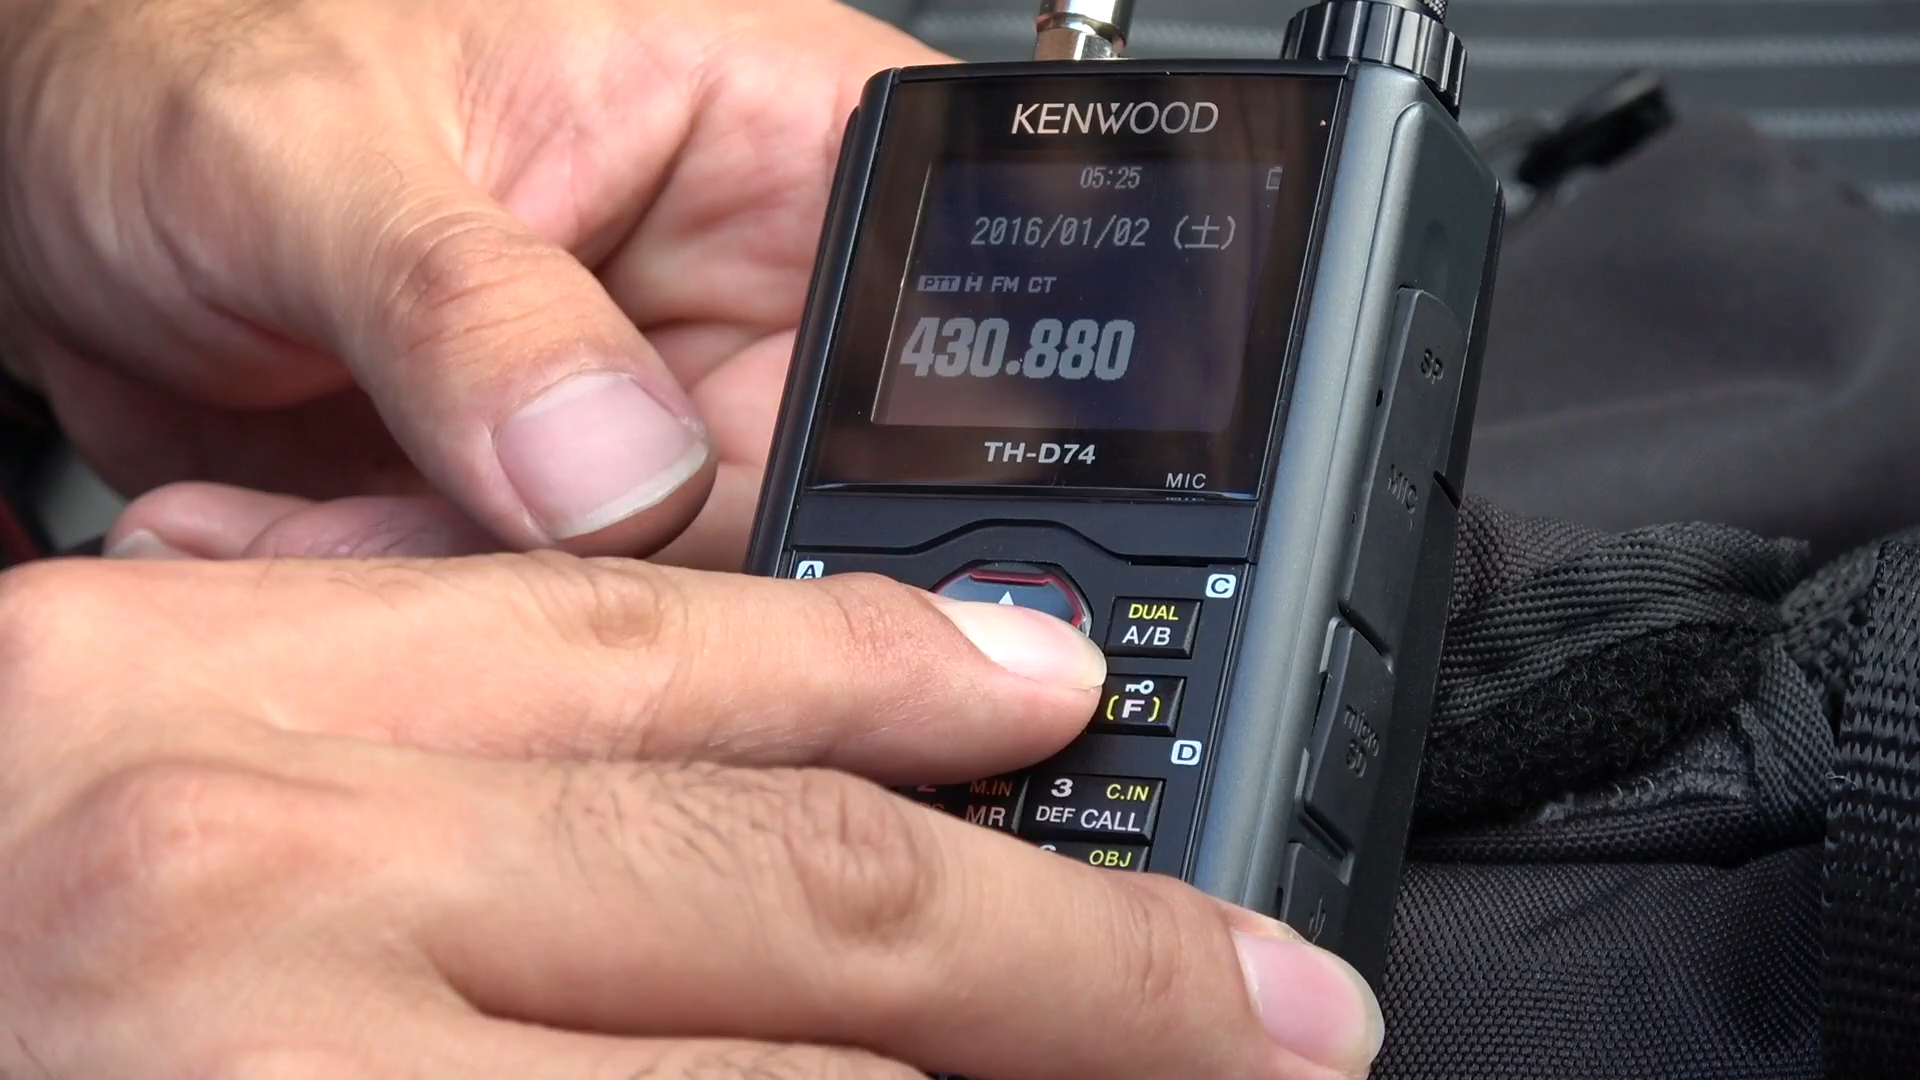 KENWOOD
05:25
2016/01/02 (土)
PTT H FM CT
430.880
TH-D74
MIC
A
C
DUAL
A/B
(F)
D
M.IN
MR
3 C.IN
DEF CALL
OBJ
SP
MIC
micro
SD